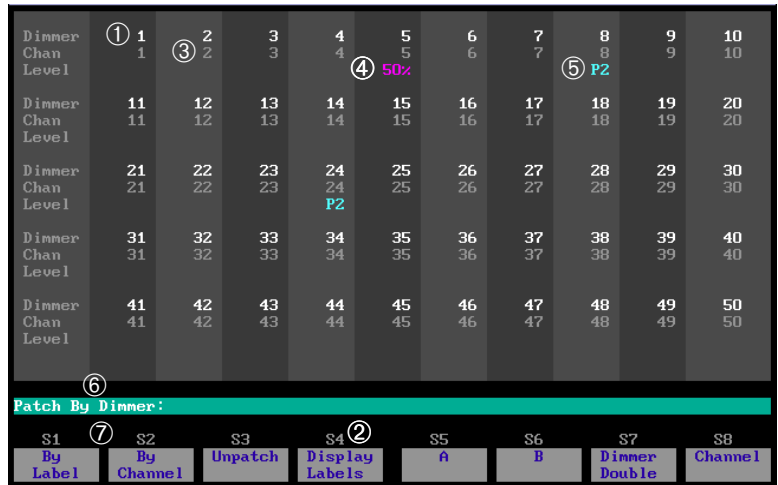 Dimmer ① 1 2 3 4 5 6 7 8 9 10
Chan 1 ③ 2 3 4 5 6 7 8 9 10
Level ④ 50% ⑤ P2
Dimmer 11 12 13 14 15 16 17 18 19 20
Chan 11 12 13 14 15 16 17 18 19 20
Level
Dimmer 21 22 23 24 25 26 27 28 29 30
Chan 21 22 23 24 25 26 27 28 29 30
Level P2
Dimmer 31 32 33 34 35 36 37 38 39 40
Chan 31 32 33 34 35 36 37 38 39 40
Level
Dimmer 41 42 43 44 45 46 47 48 49 50
Chan 41 42 43 44 45 46 47 48 49 50
Level
⑥
Patch By Dimmer:
S1 ⑦ S2 S3 S4 ② S5 S6 S7 S8
By By Unpatch Display A B Dimmer Channel
Label Channel Labels Double